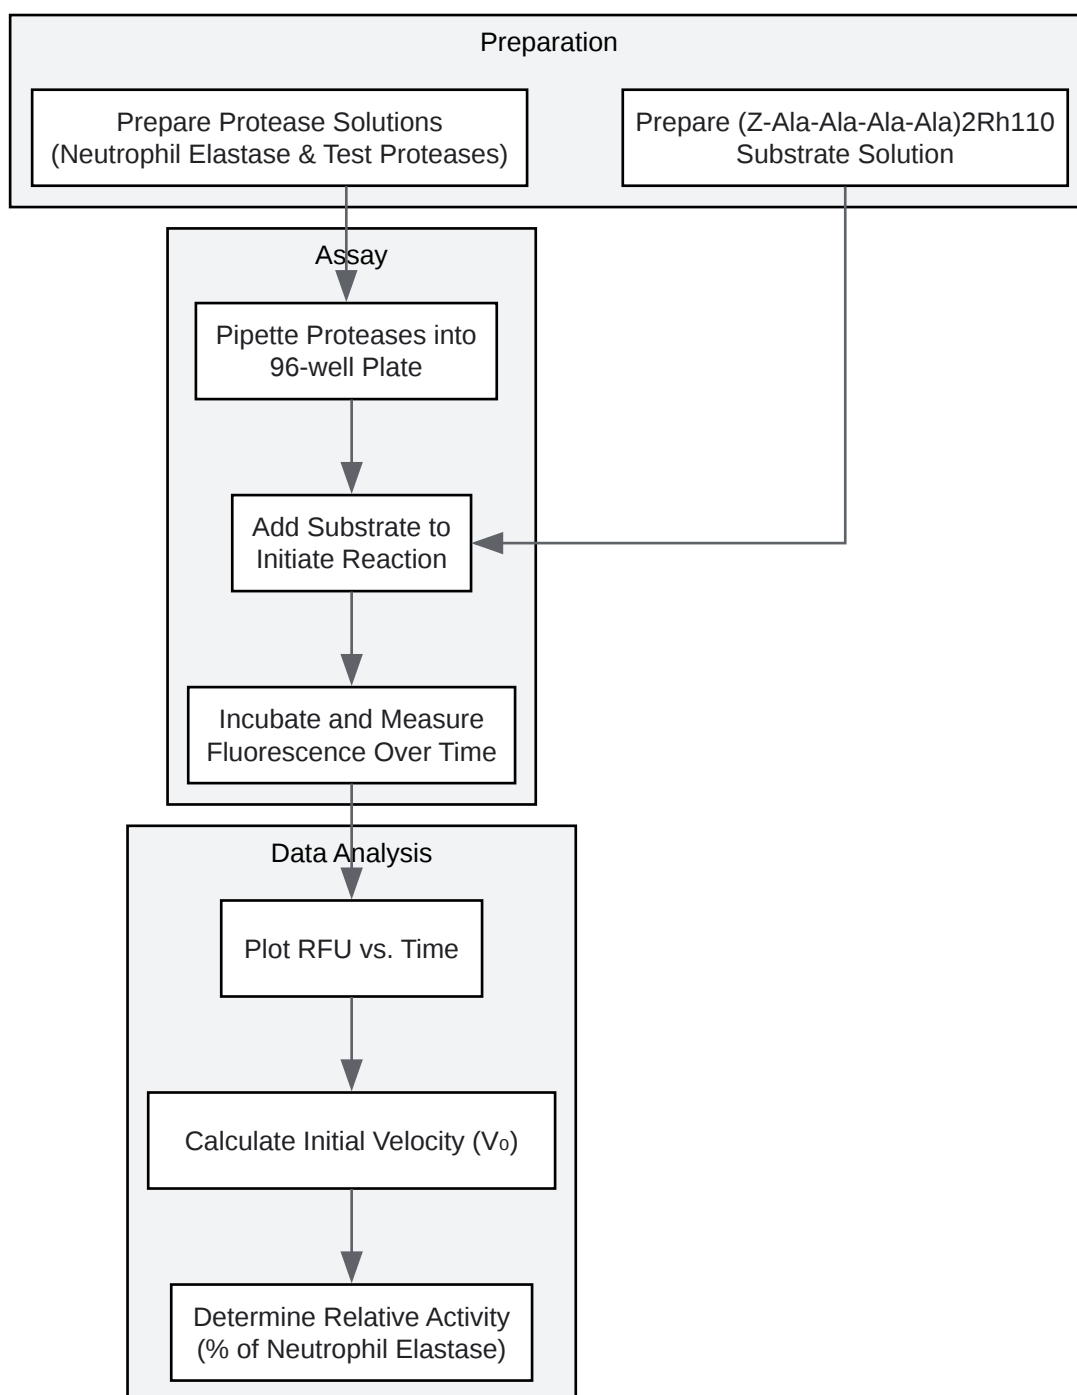 Preparation
Prepare Protease Solutions
(Neutrophil Elastase & Test Proteases)
Prepare (Z-Ala-Ala-Ala-Ala)2Rh110
Substrate Solution
Assay
Pipette Proteases into
96-well Plate
Add Substrate to
Initiate Reaction
Incubate and Measure
Fluorescence Over Time
Data Analysis
Plot RFU vs. Time
Calculate Initial Velocity (V₀)
Determine Relative Activity
(% of Neutrophil Elastase)